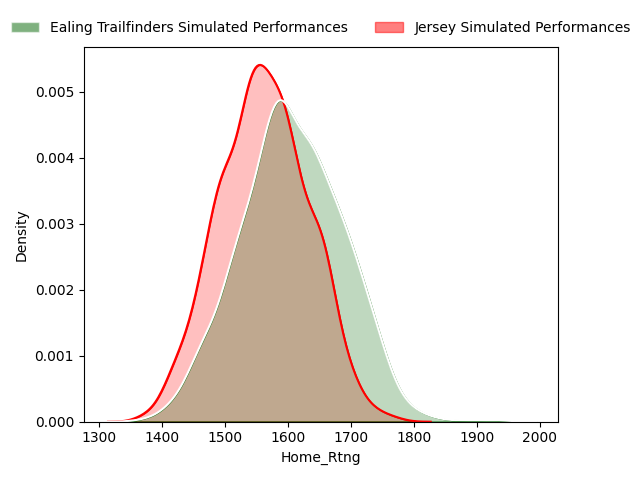 Ealing Trailfinders Simulated Performances Jersey Simulated Performances
0.005
0.004
0.003
0.002
0.001
0.000
Density
1300 1400 1500 1600 1700 1800 1900 2000
Home_Rtng